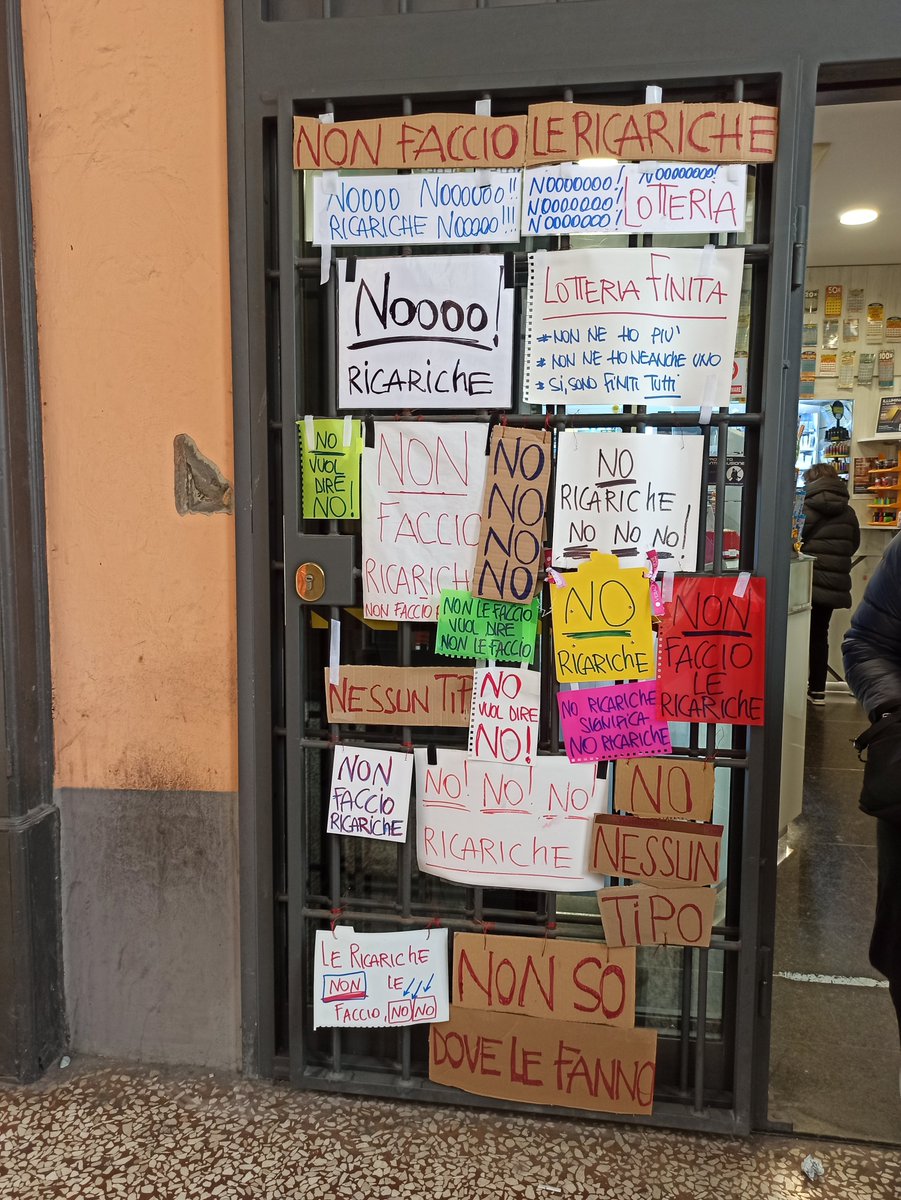 NON FACCIO LE RICARICHE
NOOOO NOOOOOO!!
RICARICHE NOOOOO!!!
NOOOOOOO! NOOOOOOOO!
NOOOOOOO! LOTTERIA
NOOOOOOO!
NOOOO!
RICARICHE
LOTTERIA FINITA
* NON NE HO PIU'
* NON NE HO NEANCHE UNO
* SI, SONO FINITI TUTTI
NO
VUOL
DIRE
NO!
NON
FACCIO
RICARICH
NON FACCIO
NO
NO
NO
NO
NO
RICARICHE
NO NO NO!
NON LE FACCIO
VUOL DIRE
NON LE FACCIO
NO
RICARICHE
NON
FACCIO
LE
RICARICHE
NESSUN TIP
NO
VUOL DIRE
NO!
NO RICARICHE
SIGNIFICA
NO RICARICHE
NON
FACCIO
RICARICHE
NO! NO! NO!
RICARICHE
NO
NESSUN
TIPO
LE RICARICHE
NON LE
FACCIO, NO NO
NON SO
DOVE LE FANNO